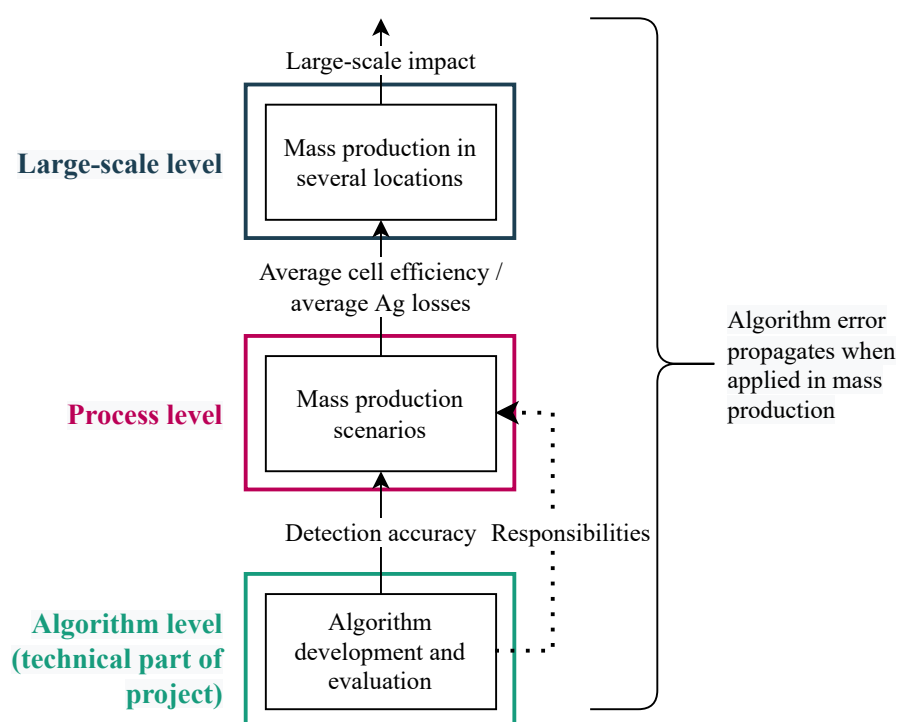 Large-scale impact
Large-scale level
Mass production in
several locations
Average cell efficiency /
average Ag losses
Algorithm error
propagates when
applied in mass
production
Process level
Mass production
scenarios
Detection accuracy
Responsibilities
Algorithm level
(technical part of
project)
Algorithm
development and
evaluation